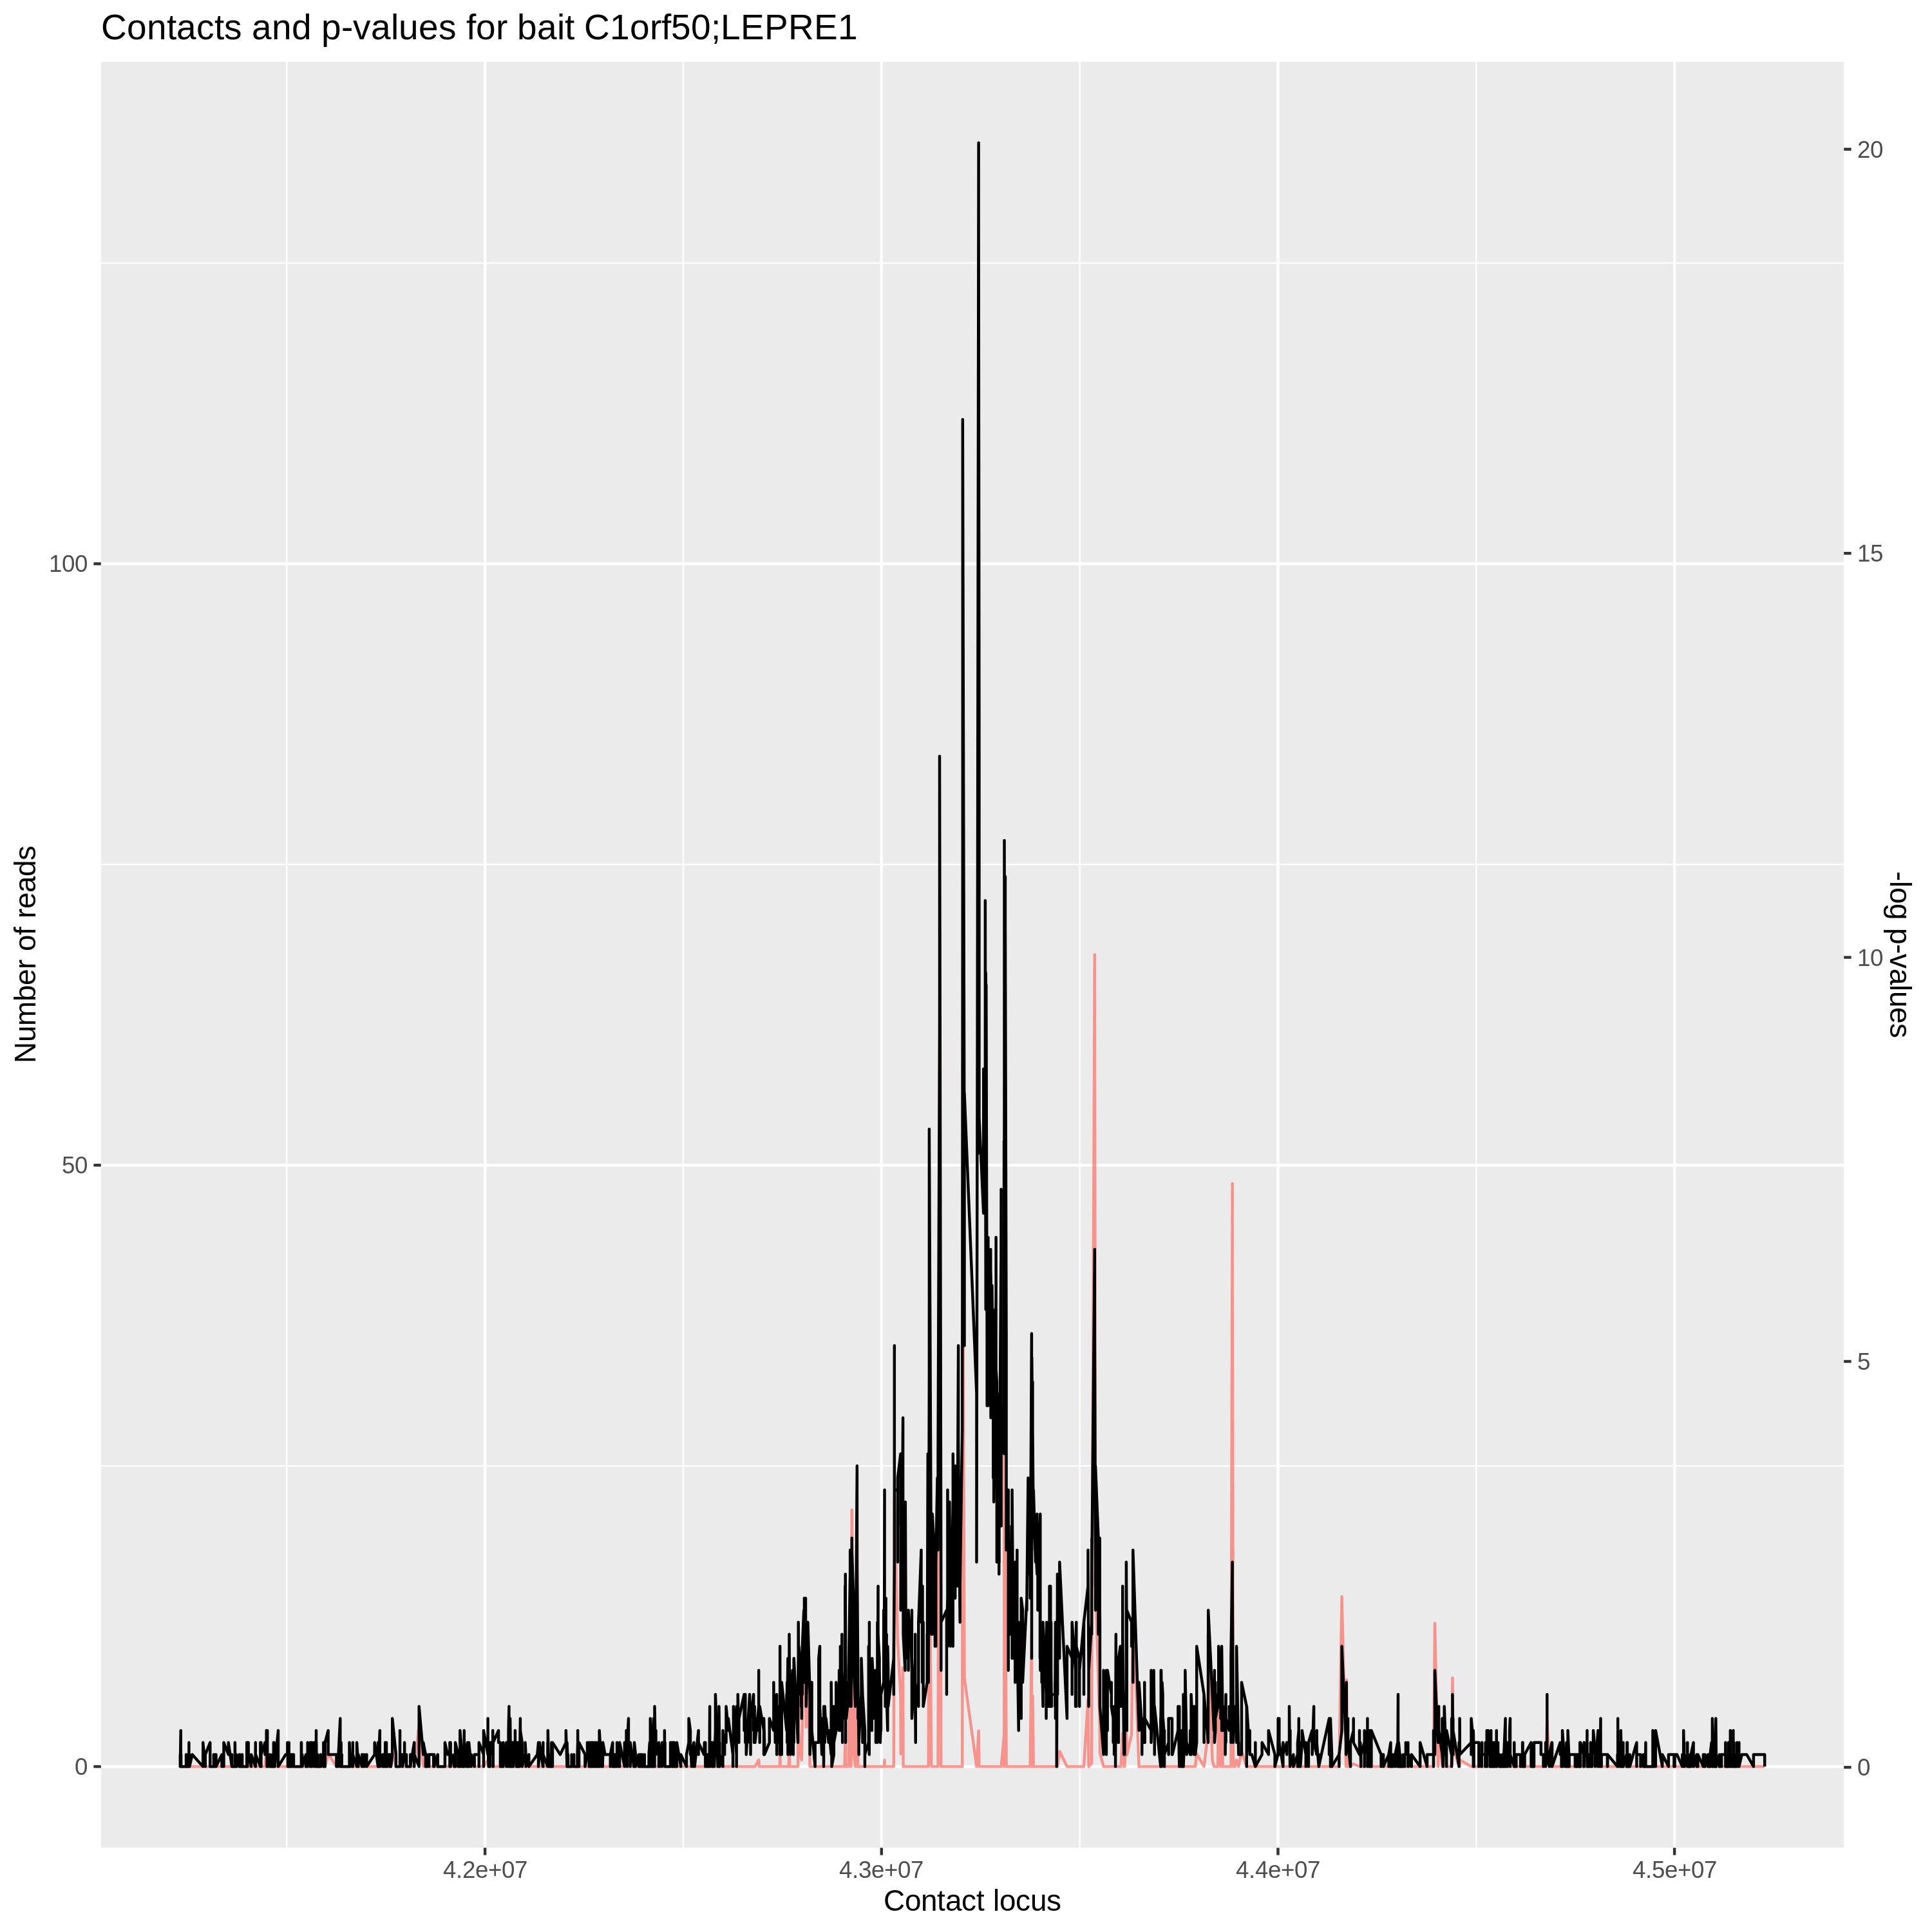 Contacts and p-values for bait C1orf50;LEPRE1
Number of reads
100
50
0
20
15
10
5
0
-log p-values
4.2e+07
4.3e+07
4.4e+07
4.5e+07
Contact locus